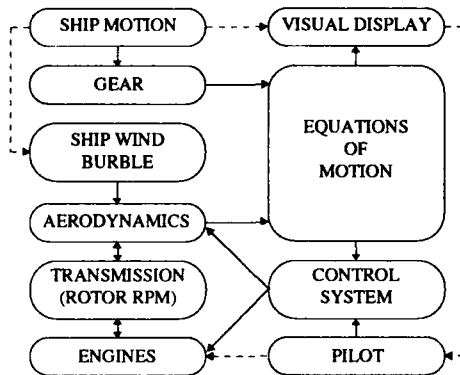 SHIP MOTION
VISUAL DISPLAY
GEAR
SHIP WIND
BURBLE
EQUATIONS
OF
MOTION
AERODYNAMICS
TRANSMISSION
(ROTOR RPM)
CONTROL
SYSTEM
ENGINES
PILOT